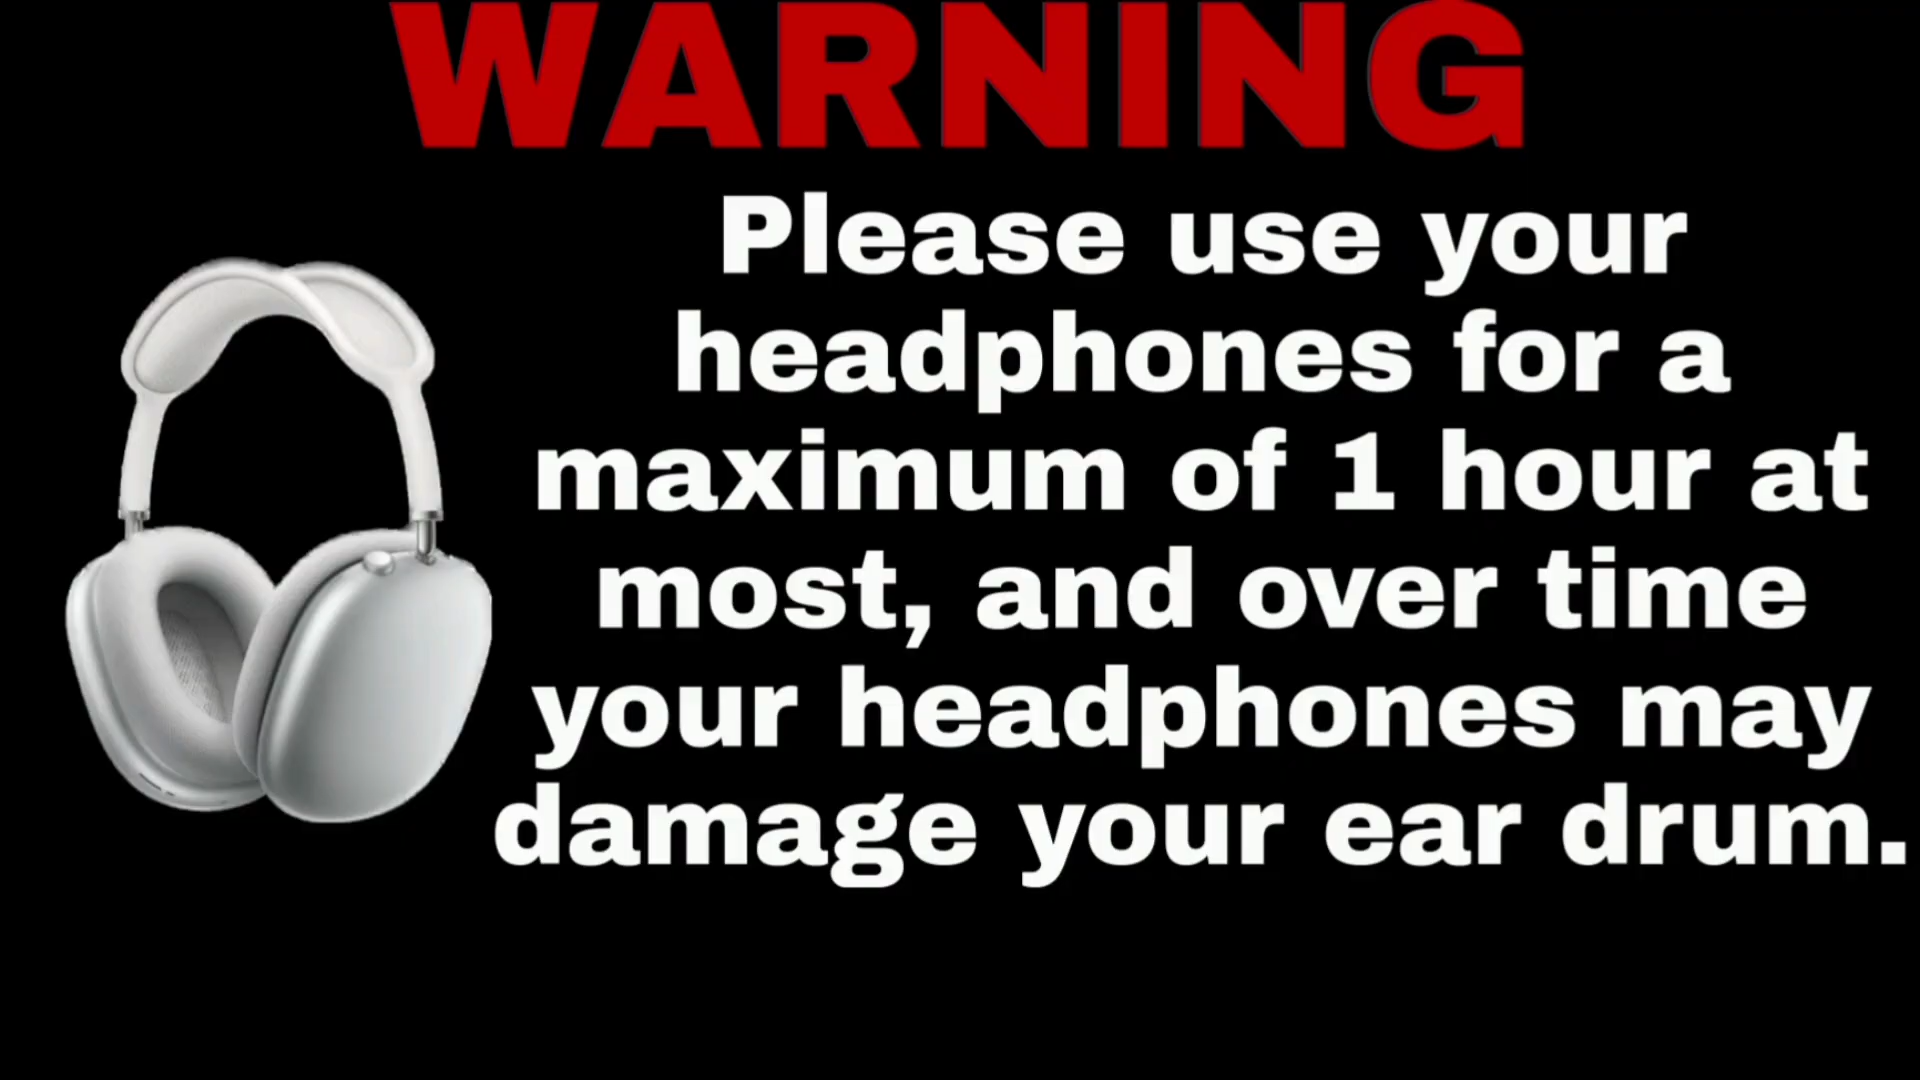 WARNING
Please use your
headphones for a
maximum of 1 hour at
most, and over time
your headphones may
damage your ear drum.